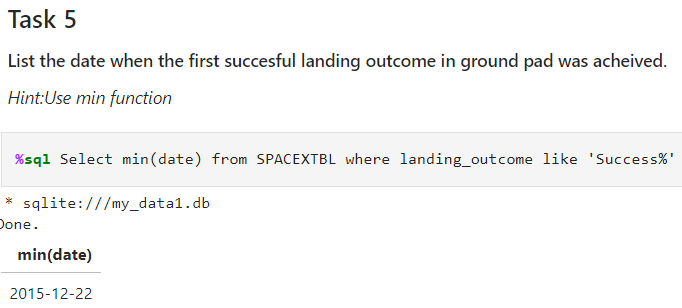 Task 5
List the date when the first succesful landing outcome in ground pad was acheived.
Hint:Use min function
%sql Select min(date) from SPACEXTBL where landing_outcome like 'Success%'
* sqlite:///my_data1.db
Done.
min(date)
2015-12-22